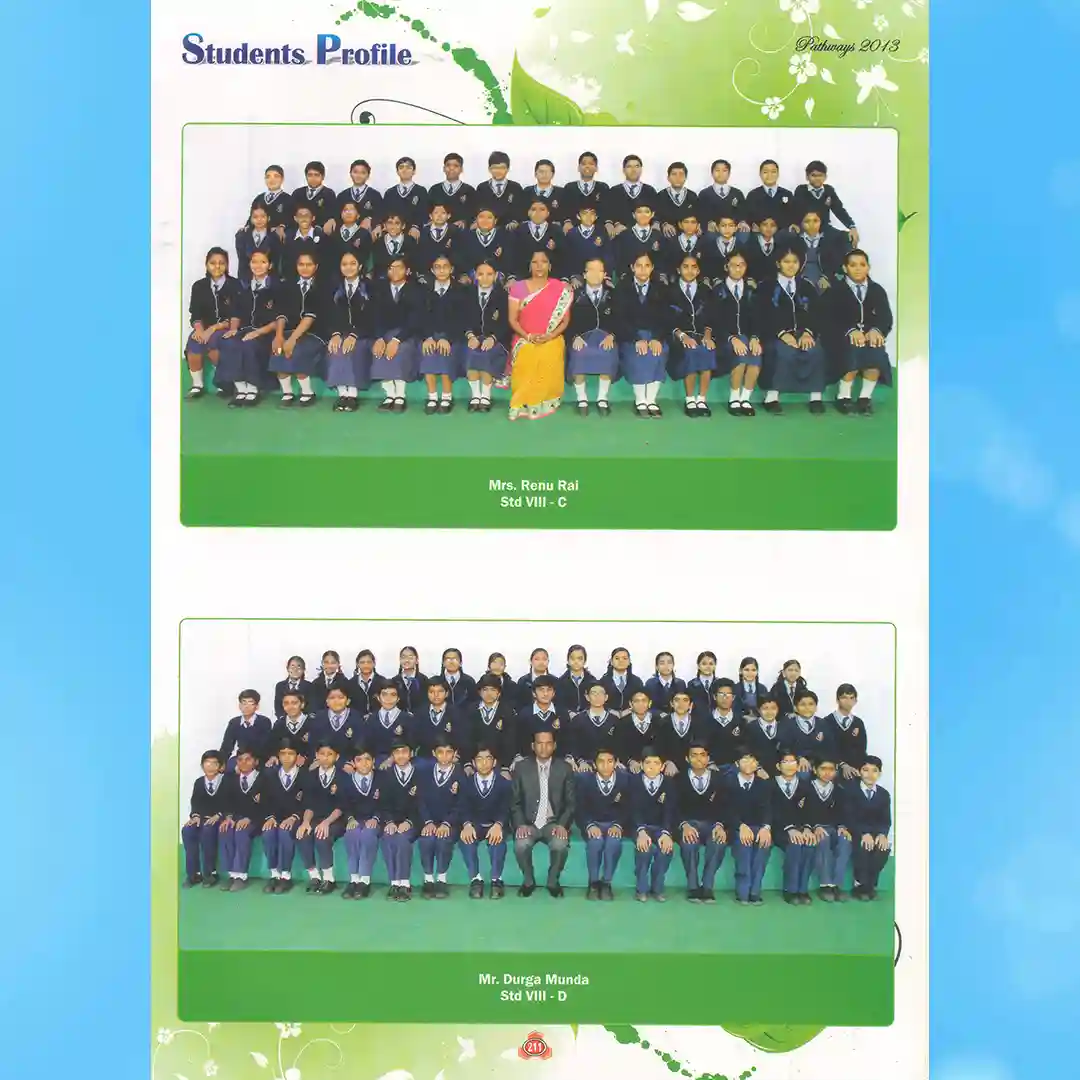 Students Profile
Pathways 2013
Mrs. Renu Rai
Std VIII - C
Mr. Durga Munda
Std VIII - D
211